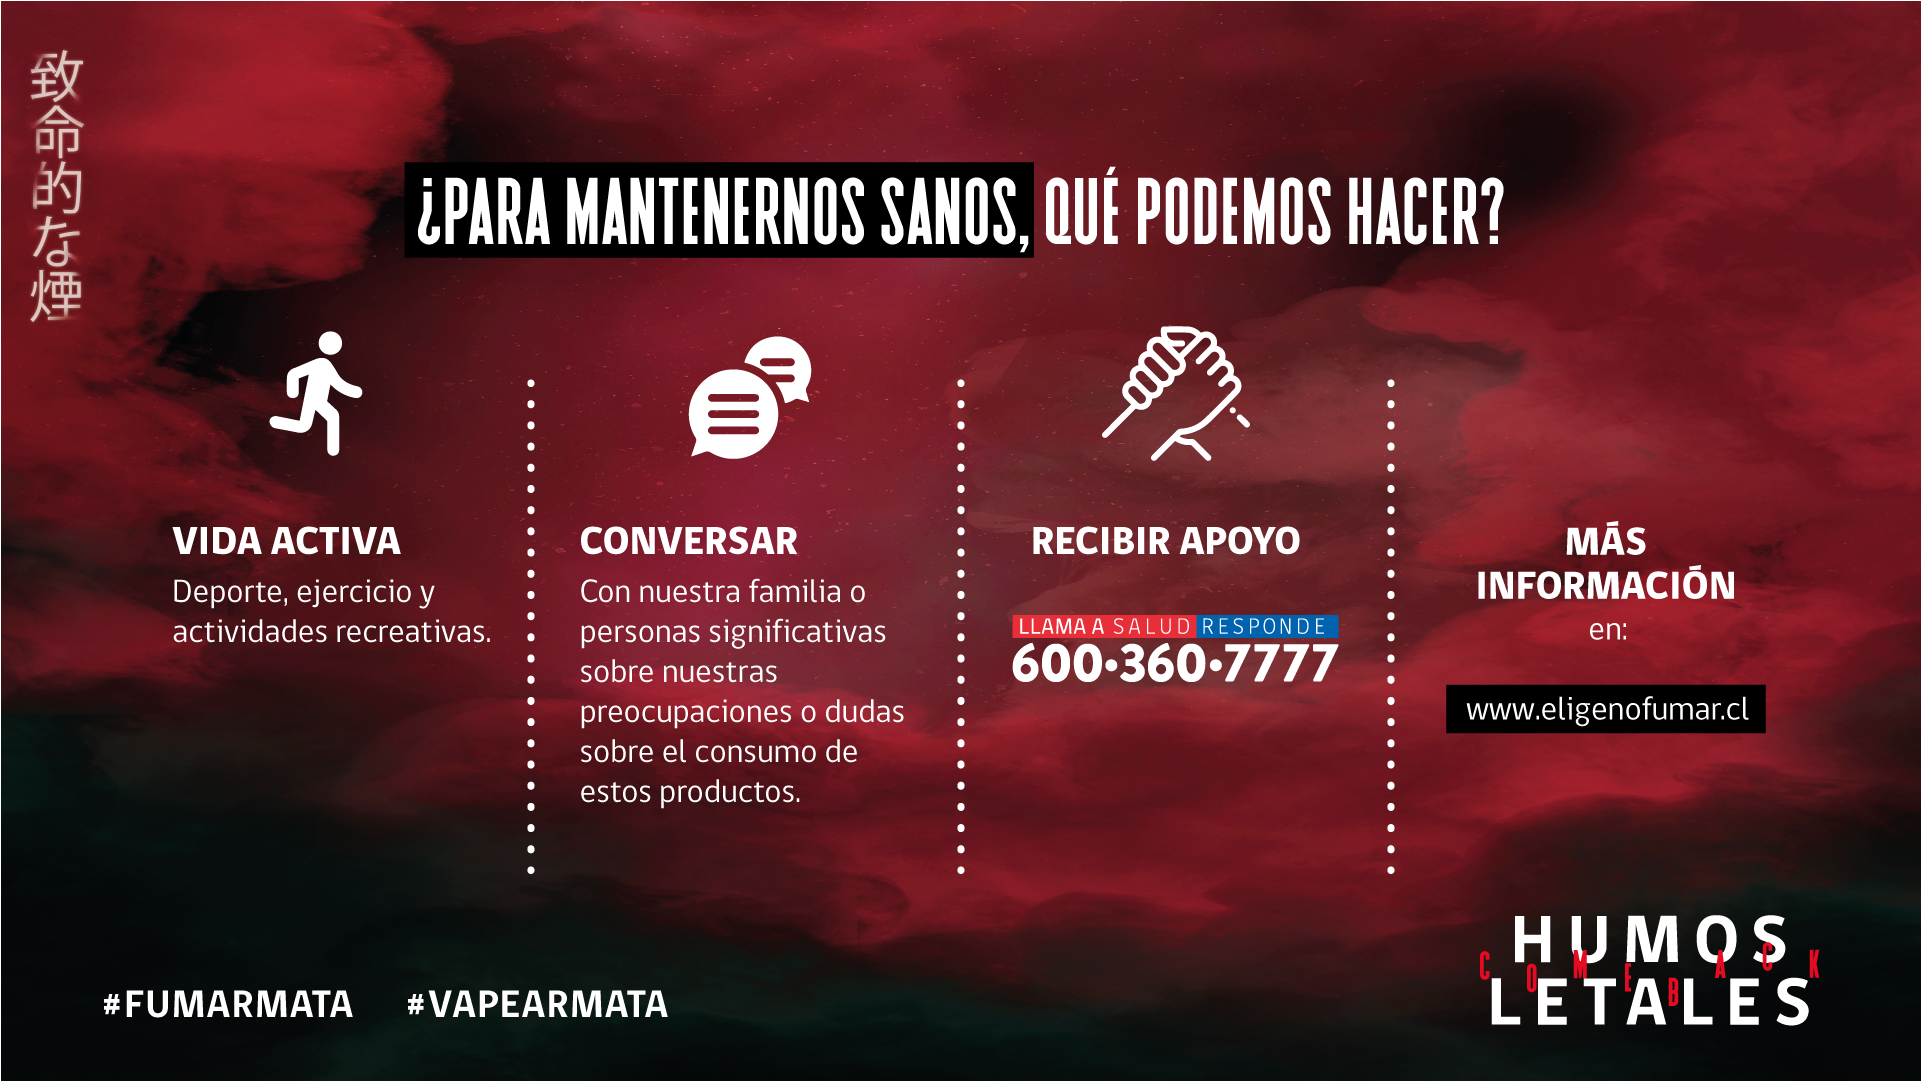 致命的な煙
¿PARA MANTENERNOS SANOS, QUÉ PODEMOS HACER?
VIDA ACTIVA
Deporte, ejercicio y
actividades recreativas.
CONVERSAR
Con nuestra familia o
personas significativas
sobre nuestras
preocupaciones o dudas
sobre el consumo de
estos productos.
RECIBIR APOYO
LLAMA A SALUD RESPONDE
600·360·7777
MÁS
INFORMACIÓN
en:
www.eligenofumar.cl
#FUMARMATA #VAPEARMATA
HUMOS
COMEBACK
LETALES